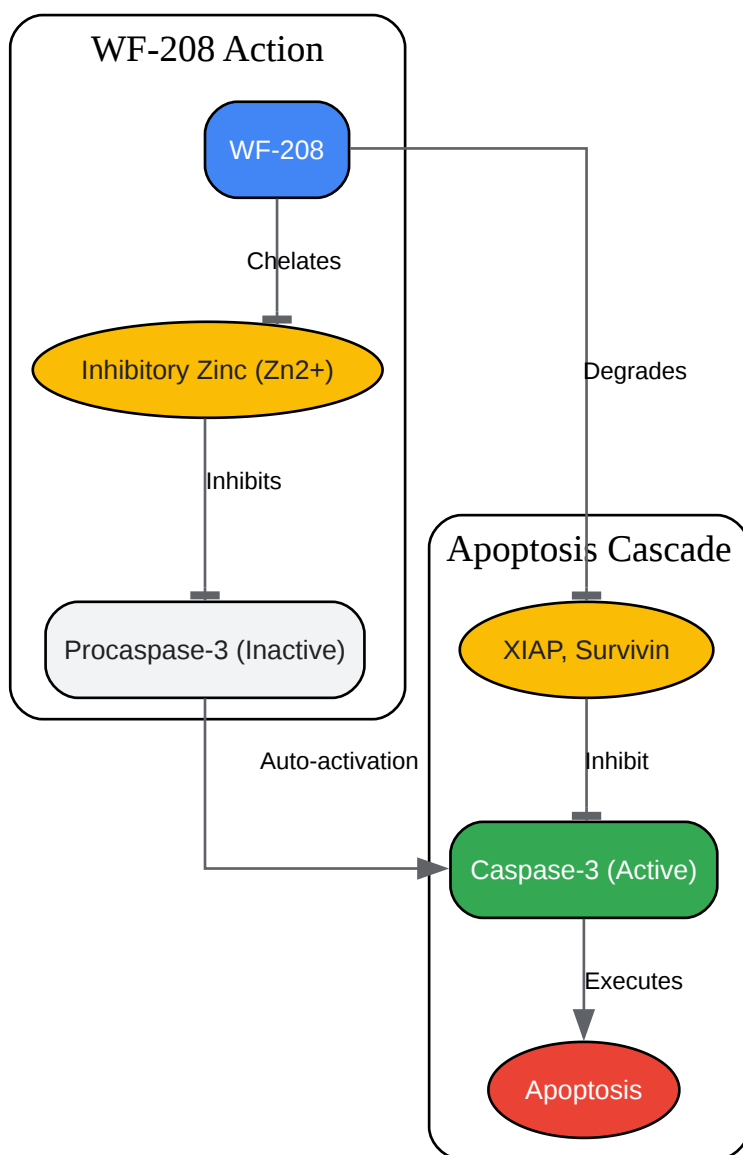 WF-208 Action
WF-208
Chelates
Inhibitory Zinc (Zn2+)
Degrades
Inhibits
Apoptosis Cascade
Procaspase-3 (Inactive)
XIAP, Survivin
Auto-activation
Inhibit
Caspase-3 (Active)
Executes
Apoptosis